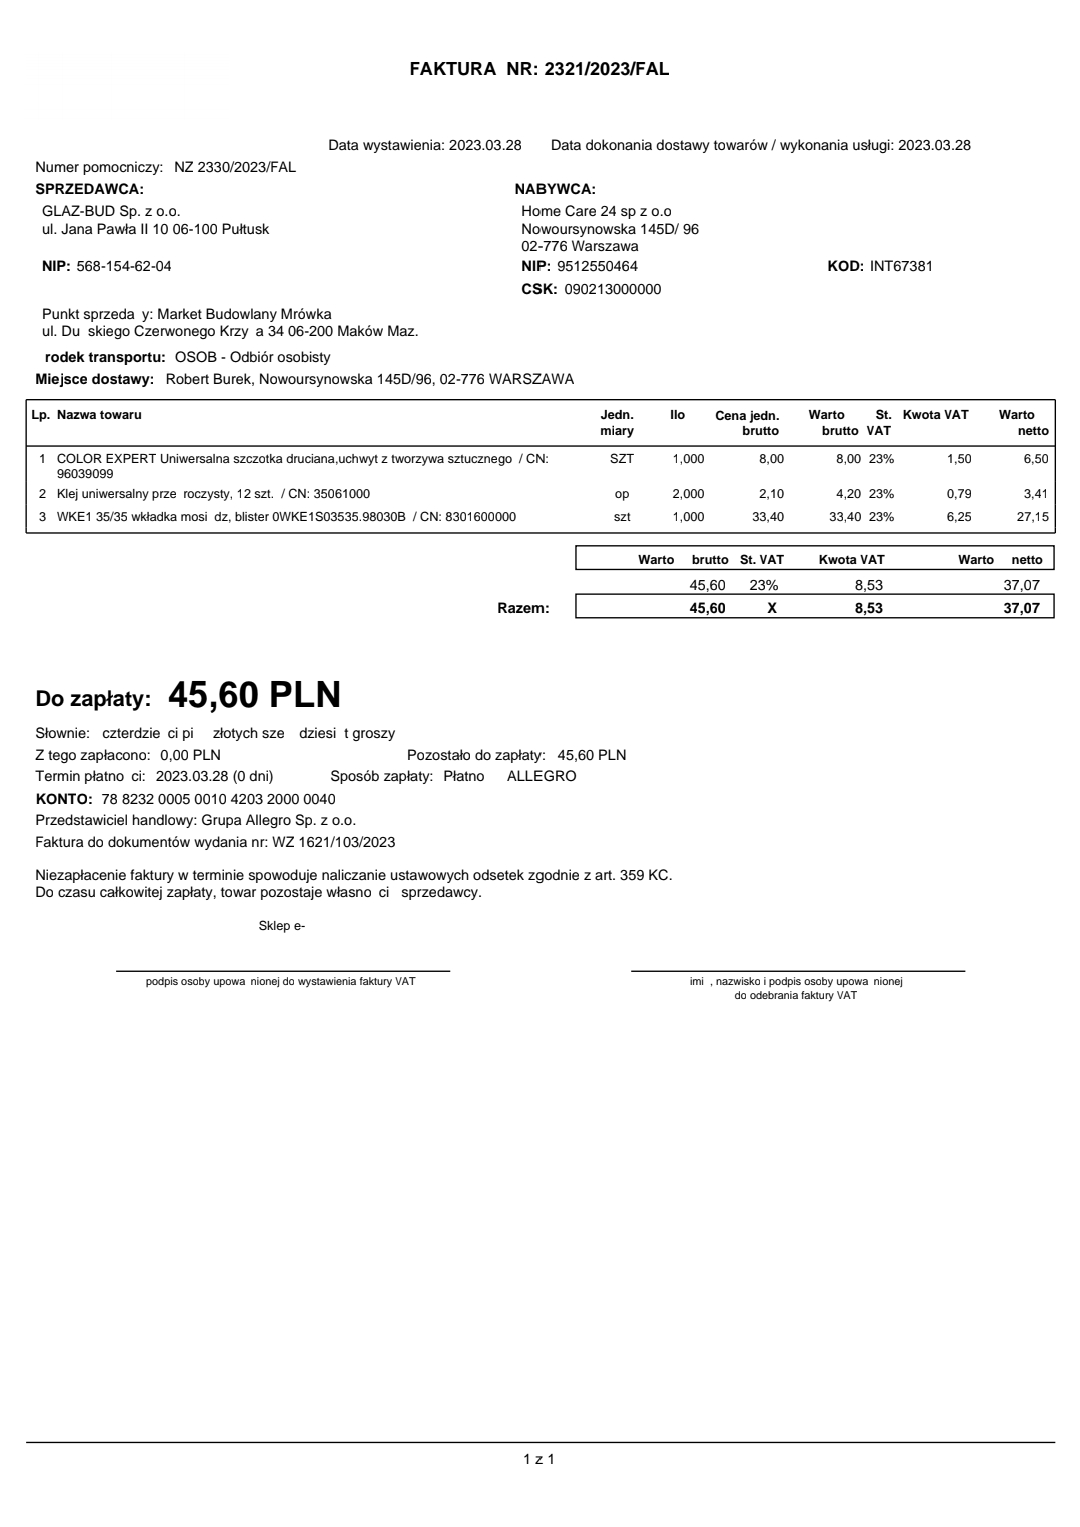 FAKTURA NR: 2321/2023/FAL
Data wystawienia: 2023.03.28 Data dokonania dostawy towarów / wykonania usługi: 2023.03.28
Numer pomocniczy: NZ 2330/2023/FAL
SPRZEDAWCA: NABYWCA:
GLAZ-BUD Sp. z o.o. Home Care 24 sp z o.o
ul. Jana Pawła II 10 06-100 Pułtusk Nowoursynowska 145D/ 96
02-776 Warszawa
NIP: 568-154-62-04 NIP: 9512550464 KOD: INT67381
CSK: 090213000000
Punkt sprzeda y: Market Budowlany Mrówka
ul. Du skiego Czerwonego Krzy a 34 06-200 Maków Maz.
rodek transportu: OSOB - Odbiór osobisty
Miejsce dostawy: Robert Burek, Nowoursynowska 145D/96, 02-776 WARSZAWA
Lp. Nazwa towaru Jedn. Ilo Cena jedn. Warto St. Kwota VAT Warto
miary brutto brutto VAT netto
1 COLOR EXPERT Uniwersalna szczotka druciana,uchwyt z tworzywa sztucznego / CN: SZT 1,000 8,00 8,00 23% 1,50 6,50
96039099
2 Klej uniwersalny prze roczysty, 12 szt. / CN: 35061000 op 2,000 2,10 4,20 23% 0,79 3,41
3 WKE1 35/35 wkładka mosi dz, blister 0WKE1S03535.98030B / CN: 8301600000 szt 1,000 33,40 33,40 23% 6,25 27,15
Warto brutto St. VAT Kwota VAT Warto netto
45,60 23% 8,53 37,07
Razem: 45,60 X 8,53 37,07
Do zapłaty: 45,60 PLN
Słownie: czterdzie ci pi złotych sze dziesi t groszy
Z tego zapłacono: 0,00 PLN Pozostało do zapłaty: 45,60 PLN
Termin płatno ci: 2023.03.28 (0 dni) Sposób zapłaty: Płatno ALLEGRO
KONTO: 78 8232 0005 0010 4203 2000 0040
Przedstawiciel handlowy: Grupa Allegro Sp. z o.o.
Faktura do dokumentów wydania nr: WZ 1621/103/2023
Niezapłacenie faktury w terminie spowoduje naliczanie ustawowych odsetek zgodnie z art. 359 KC.
Do czasu całkowitej zapłaty, towar pozostaje własno ci sprzedawcy.
Sklep e-
podpis osoby upowa nionej do wystawienia faktury VAT imi , nazwisko i podpis osoby upowa nionej
do odebrania faktury VAT
1 z 1